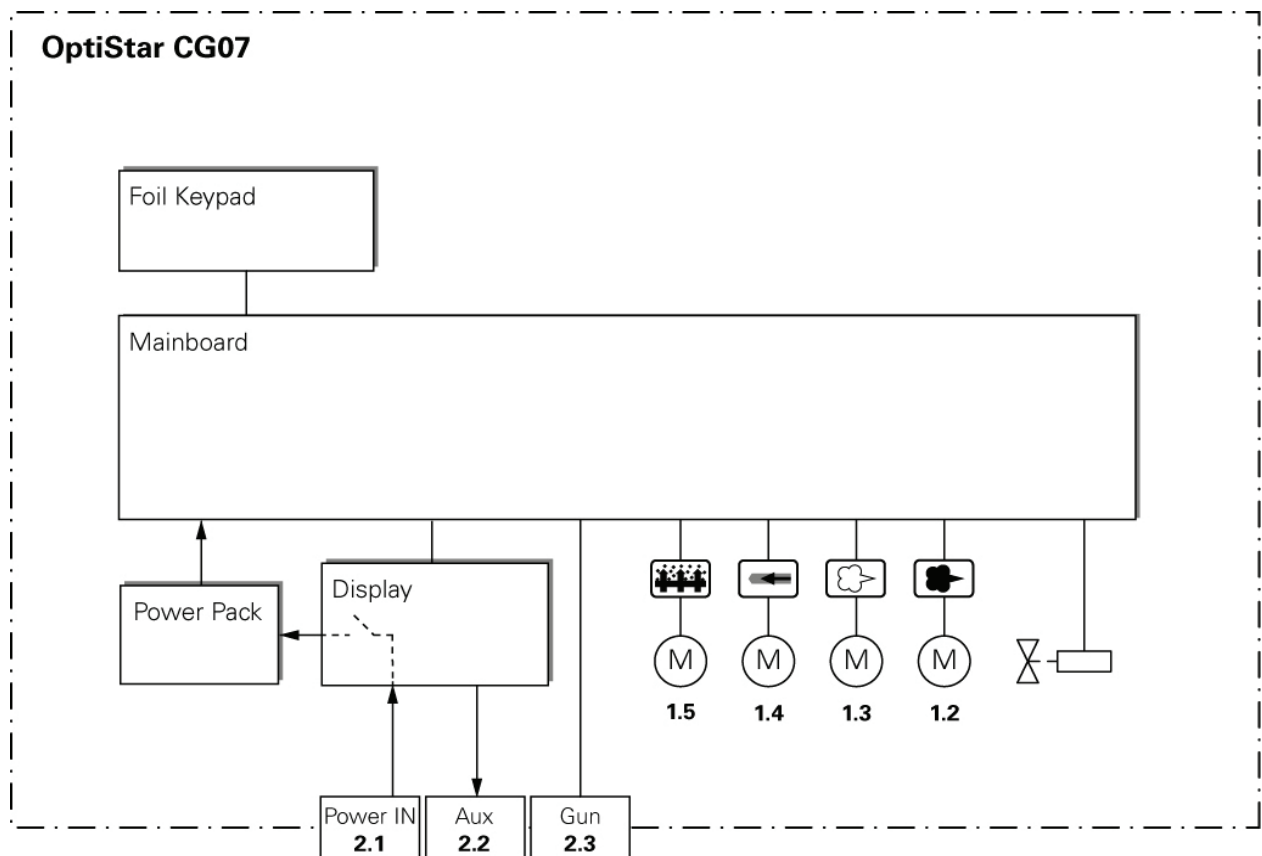 OptiStar CG07
Foil Keypad
Mainboard
Display
Power Pack
M M M M
1.5 1.4 1.3 1.2
Power IN
2.1
Aux
2.2
Gun
2.3